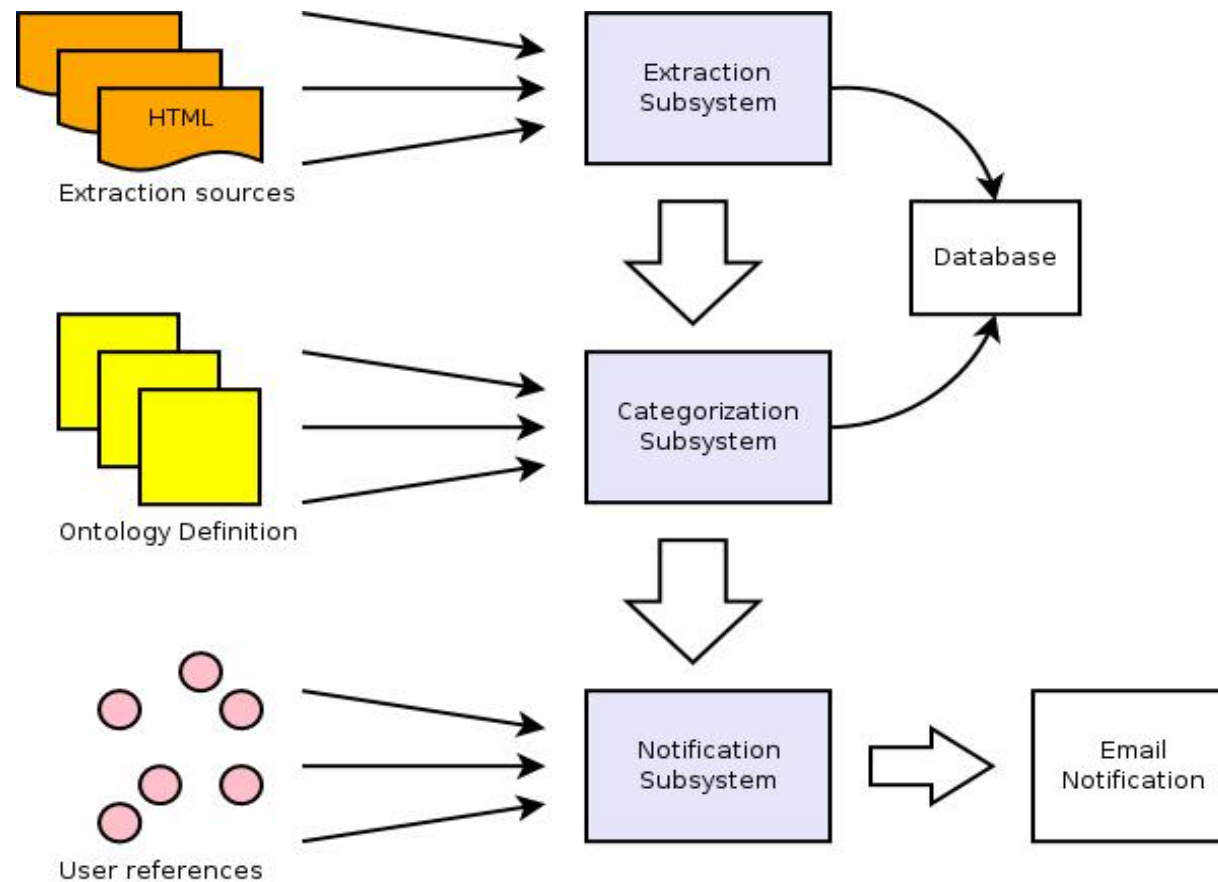 HTML
Extraction sources
Extraction
Subsystem
Database
Ontology Definition
Categorization
Subsystem
User references
Notification
Subsystem
Email
Notification